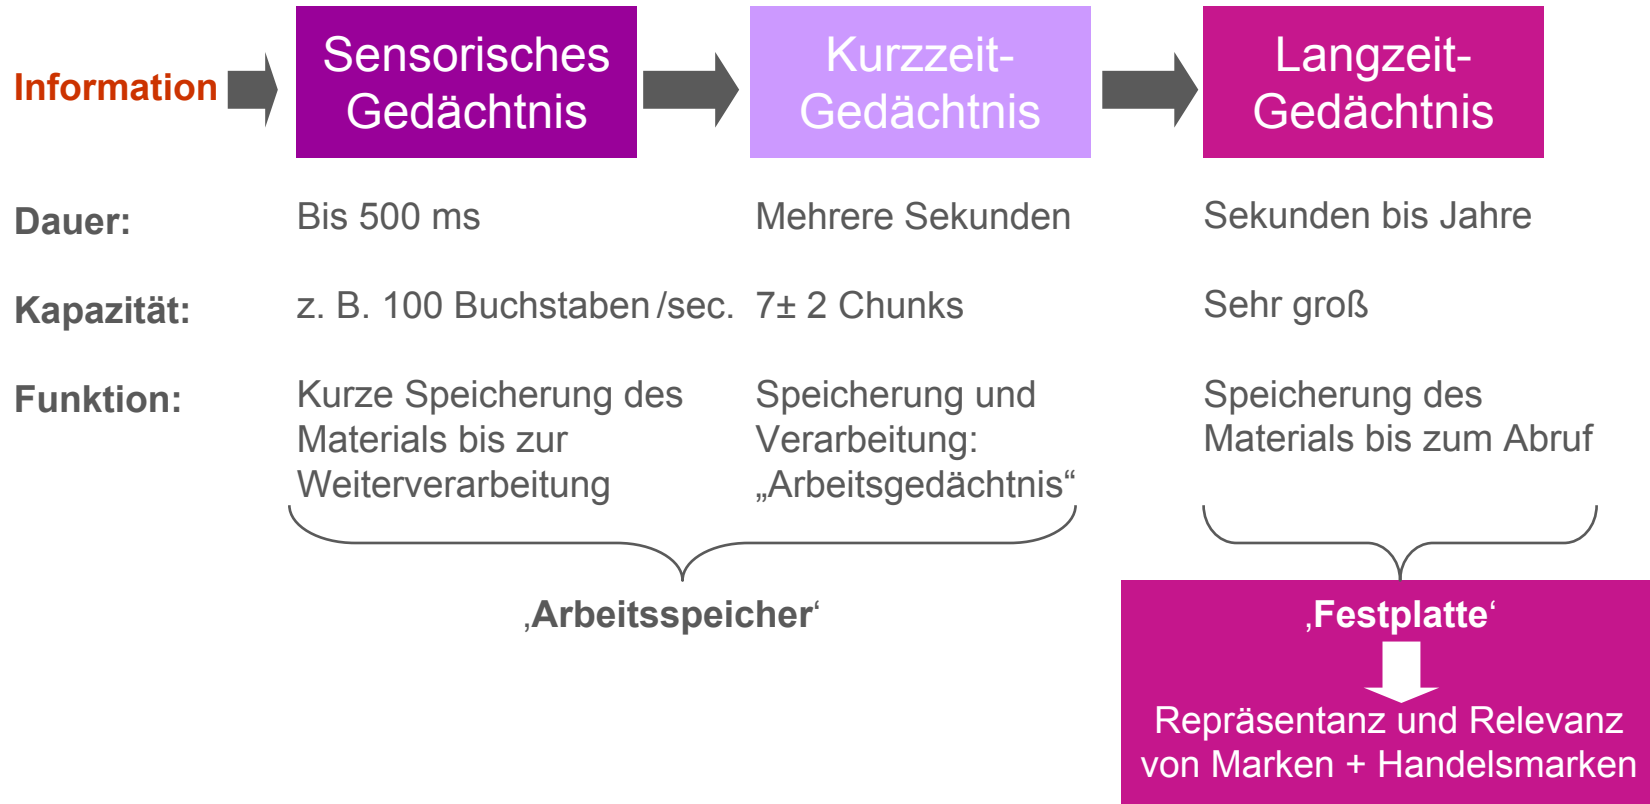 Information
Sensorisches
Gedächtnis
Kurzzeit-
Gedächtnis
Langzeit-
Gedächtnis
Dauer:
Bis 500 ms
Mehrere Sekunden
Sekunden bis Jahre
Kapazität:
z. B. 100 Buchstaben /sec.
7± 2 Chunks
Sehr groß
Funktion:
Kurze Speicherung des
Materials bis zur
Weiterverarbeitung
Speicherung und
Verarbeitung:
„Arbeitsgedächtnis“
Speicherung des
Materials bis zum Abruf
‚Arbeitsspeicher‘
‚Festplatte‘
Repräsentanz und Relevanz
von Marken + Handelsmarken